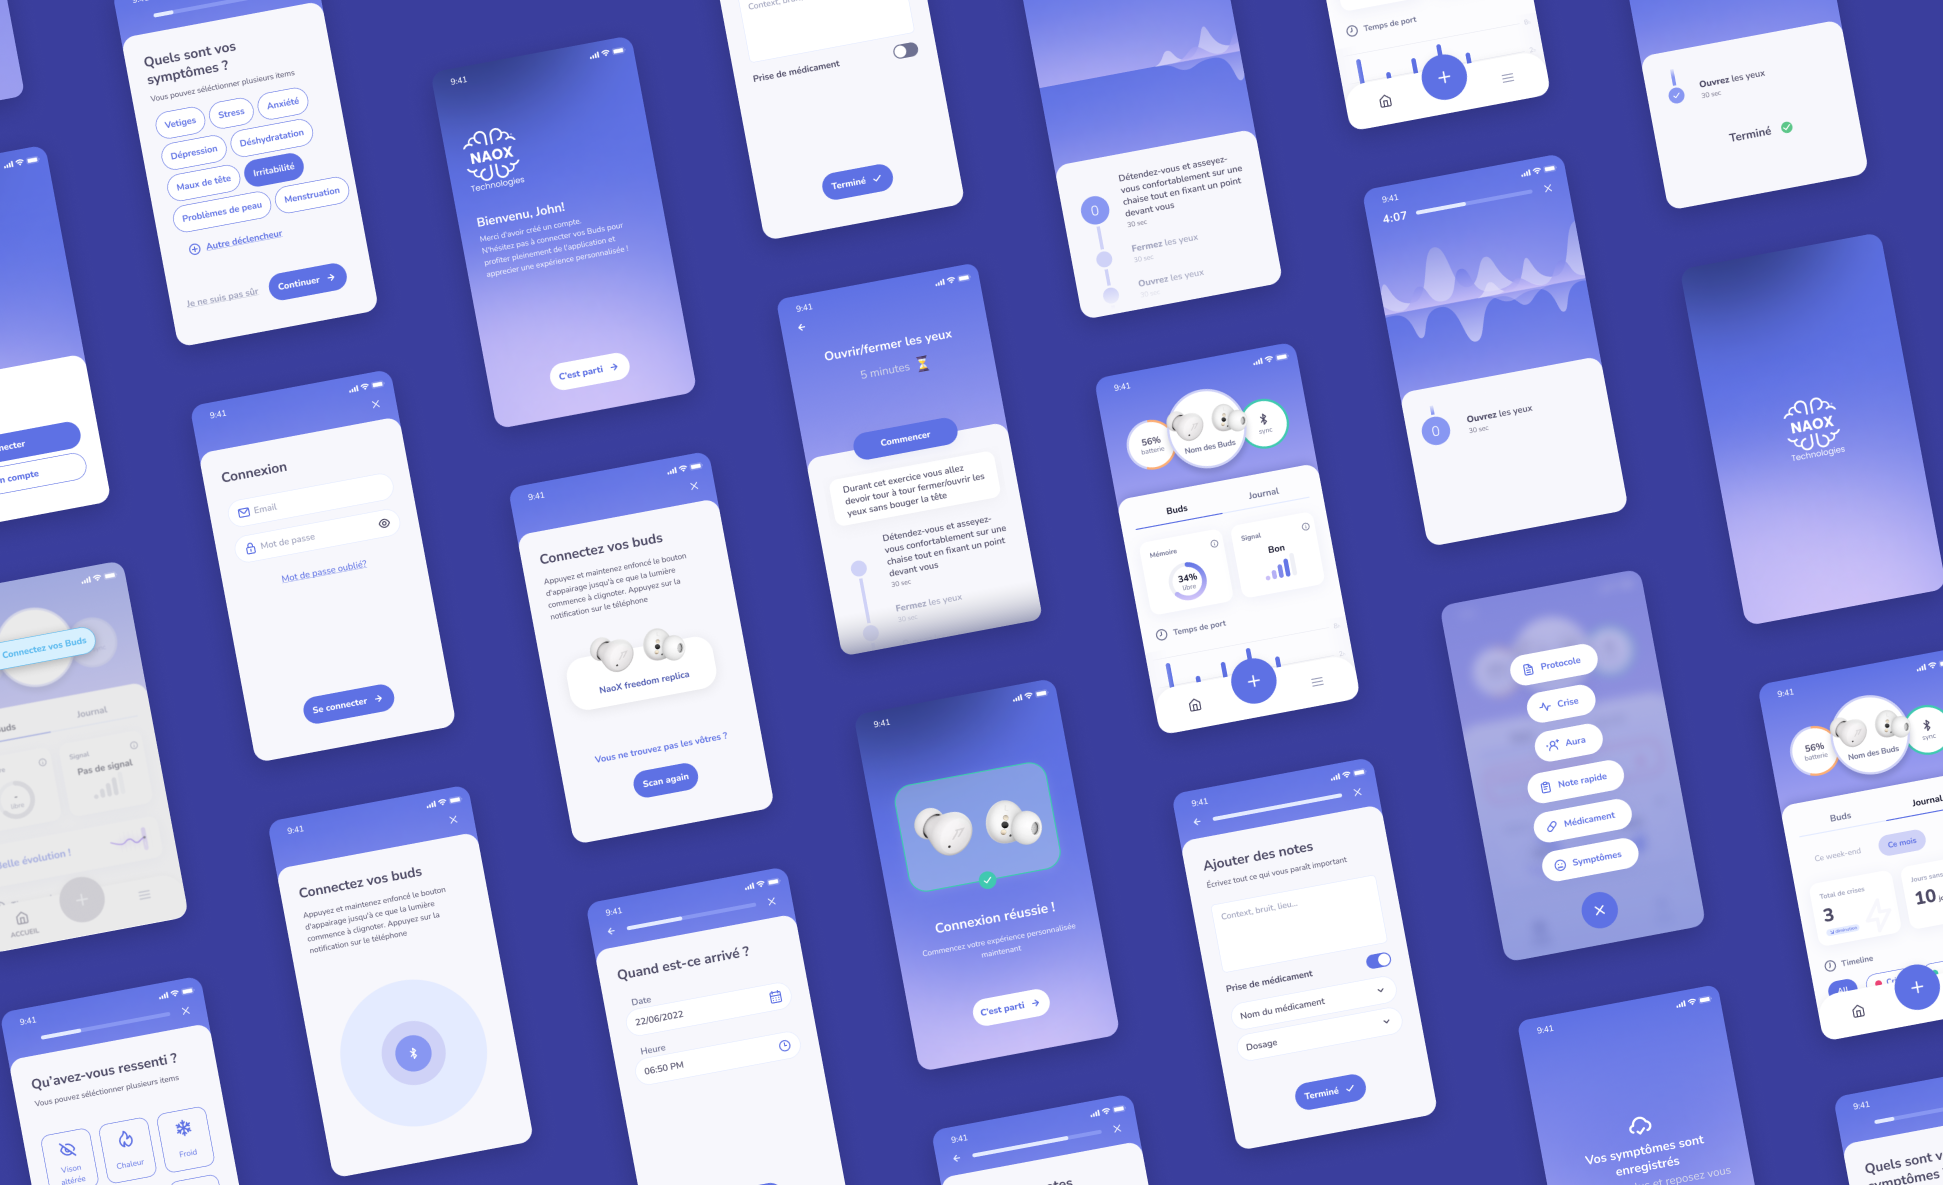 9:41
Quels sont vos
symptômes ?
Vous pouvez séléctionner plusieurs items
Vetiges
Stress
Anxiété
Dépression
Déshydratation
Maux de tête
Irritabilité
Problèmes de peau
Menstruation
Autre déclencheur
Je ne suis pas sûr
Continuer
9:41
NAOX
Technologies
Bienvenu, John!
Merci d'avoir créé un compte.
N'hésitez pas à connecter vos Buds pour
profiter pleinement de l'application et
apprecier une expérience personnalisée !
C'est parti
Context, bruit
Prise de médicament
Terminé
Détendez-vous et asseyez-
vous confortablement sur une
chaise tout en fixant un point
devant vous
30 sec
Fermez les yeux
30 sec
Ouvrez les yeux
30 sec
Temps de port
Ouvrez les yeux
30 sec
Terminé
9:41
4:07
Ouvrez les yeux
30 sec
NAOX
Technologies
necter
n compte
9:41
Connexion
Email
Mot de passe
Mot de passe oublié?
Se connecter
9:41
Connectez vos buds
Appuyez et maintenez enfoncé le bouton
d'appairage jusqu'à ce que la lumière
commence à clignoter. Appuyez sur la
notification sur le téléphone
NaoX freedom replica
Vous ne trouvez pas les vôtres ?
Scan again
9:41
Ouvrir/fermer les yeux
5 minutes
Commencer
Durant cet exercice vous allez
devoir tour à tour fermer/ouvrir les
yeux sans bouger la tête
Détendez-vous et asseyez-
vous confortablement sur une
chaise tout en fixant un point
devant vous
30 sec
Fermez les yeux
30 sec
9:41
56%
batterie
Nom des Buds
sync
Buds
Journal
Mémoire
34%
libre
Signal
Bon
Temps de port
Protocole
Crise
Aura
Note rapide
Médicament
Symptômes
9:41
56%
batterie
Nom des Buds
sync
Buds
Journal
Ce week-end
Ce mois
Total de crises
3
Jours sans
10
Timeline
All
Connectez vos Buds
Buds
Journal
libre
Signal
Pas de signal
Belle évolution !
ACCUEIL
9:41
Connectez vos buds
Appuyez et maintenez enfoncé le bouton
d'appairage jusqu'à ce que la lumière
commence à clignoter. Appuyez sur la
notification sur le téléphone
9:41
Quand est-ce arrivé ?
Date
22/06/2022
Heure
06:50 PM
9:41
Connexion réussie !
Commencez votre expérience personnalisée
maintenant
C'est parti
9:41
Ajouter des notes
Écrivez tout ce qui vous paraît important
Context, bruit, lieu...
Prise de médicament
Nom du médicament
Dosage
Terminé
9:41
Qu'avez-vous ressenti ?
Vous pouvez séléctionner plusieurs items
Vison
altérée
Chaleur
Froid
9:41
otes
9:41
Vos symptômes sont
enregistrés
et reposez vous
9:41
Quels sont v
symptômes